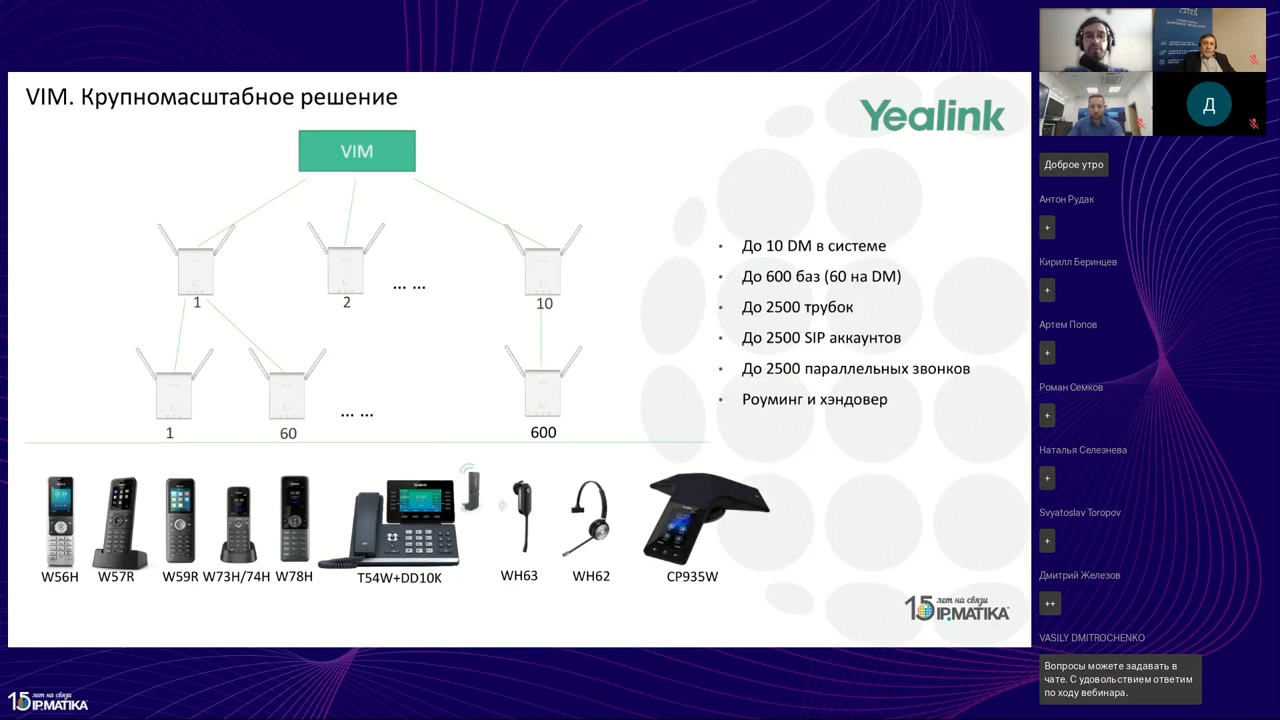 VIM. Крупномасштабное решение
Yealink
VIM
1
2
... ...
10
1
60
... ...
600
До 10 DM в системе
До 600 баз (60 на DM)
До 2500 трубок
До 2500 SIP аккаунтов
До 2500 параллельных звонков
Роуминг и хэндовер
W56H
W57R
W59R
W73H/74H
W78H
T54W+DD10K
WH63
WH62
CP935W
15 лет на связи
IPMATIKA
15 лет на связи
IPMATIKA
Д
Доброе утро
Антон Рудак
+
Кирилл Беринцев
+
Артем Попов
+
Роман Семков
+
Наталья Селезнева
+
Svyatoslav Toropov
+
Дмитрий Железов
++
VASILY DMITROCHENKO
Вопросы можете задавать в
чате. С удовольствием ответим
по ходу вебинара.